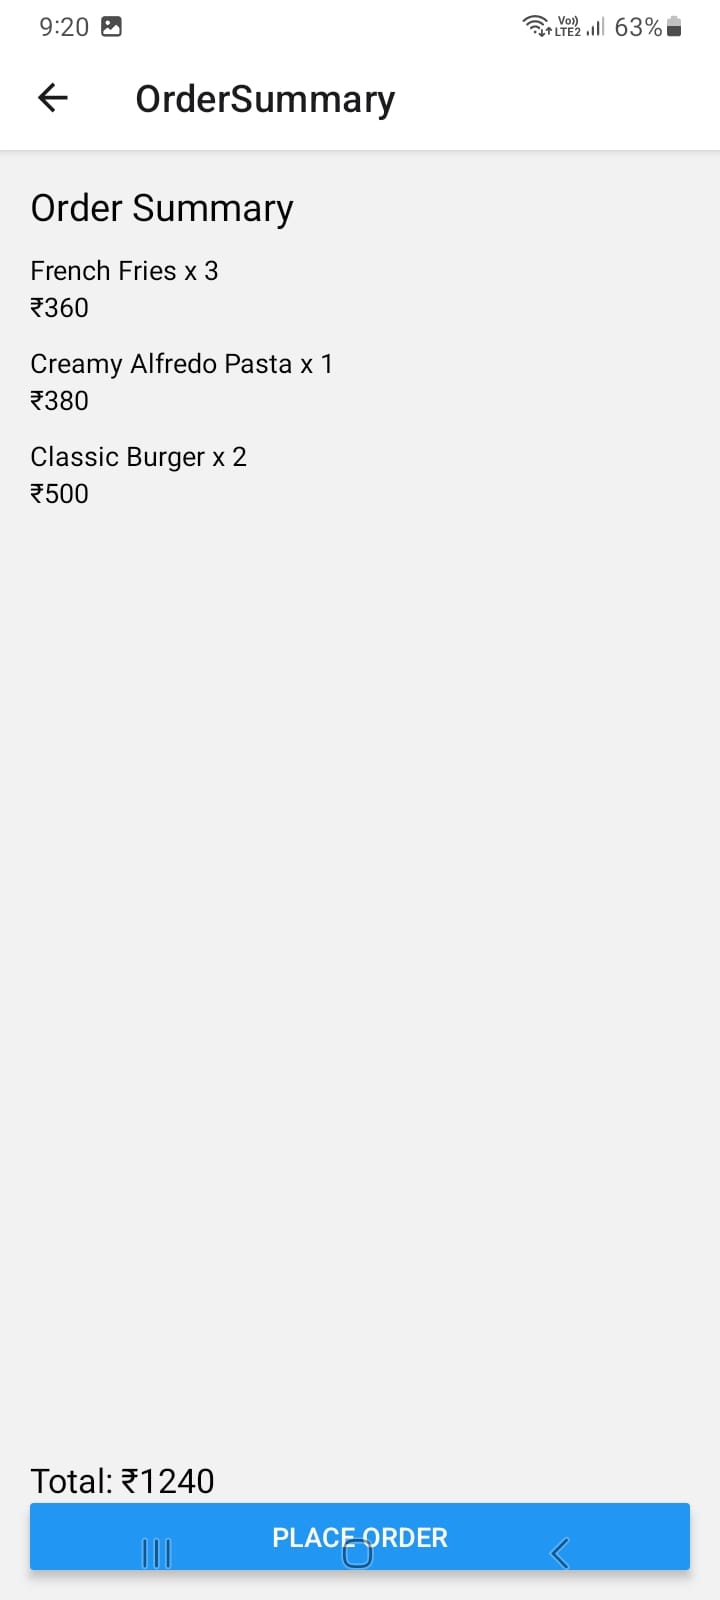 9:20 Vo)) LTE2 63%
OrderSummary
Order Summary
French Fries x 3
₹360
Creamy Alfredo Pasta x 1
₹380
Classic Burger x 2
₹500
Total: ₹1240
PLACE ORDER